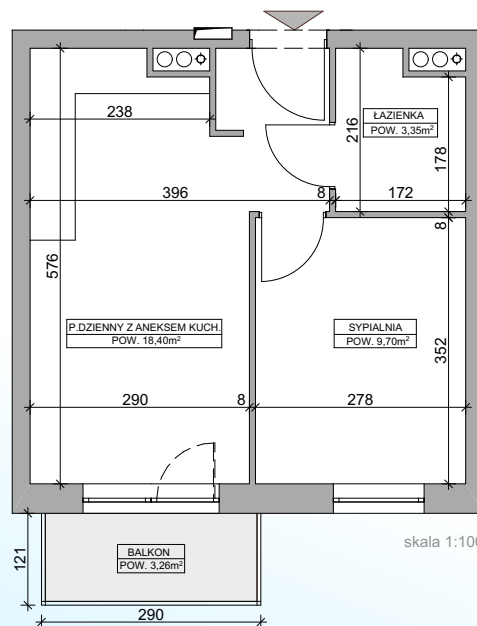 238
ŁAZIENKA
POW. 3,35m²
216
178
396
8
172
8
576
P.DZIENNY Z ANEKSEM KUCH.
POW. 18,40m²
SYPIALNIA
POW. 9,70m²
352
290
8
278
skala 1:100
121
BALKON
POW. 3,26m²
290